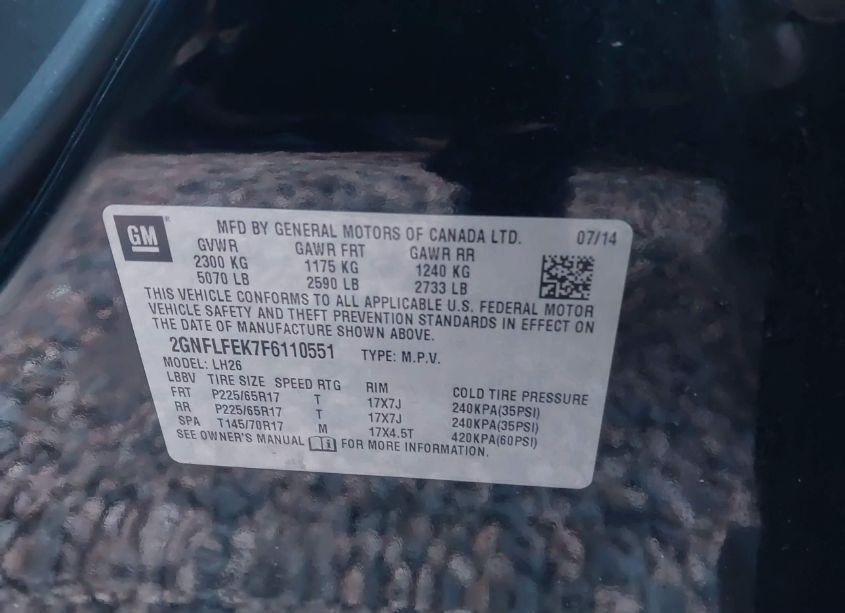 GM ® MFD BY GENERAL MOTORS OF CANADA LTD. 07/14
GVWR GAWR FRT GAWR RR
2300 KG 1175 KG 1240 KG
5070 LB 2590 LB 2733 LB
THIS VEHICLE CONFORMS TO ALL APPLICABLE U.S. FEDERAL MOTOR
VEHICLE SAFETY AND THEFT PREVENTION STANDARDS IN EFFECT ON
THE DATE OF MANUFACTURE SHOWN ABOVE.
2GNFLFEK7F6110551 TYPE: M.P.V.
MODEL: LH26
LBBV TIRE SIZE SPEED RTG RIM COLD TIRE PRESSURE
FRT P225/65R17 T 17X7J 240KPA(35PSI)
RR P225/65R17 T 17X7J 240KPA(35PSI)
SPA T145/70R17 M 17X4.5T 420KPA(60PSI)
SEE OWNER'S MANUAL FOR MORE INFORMATION.